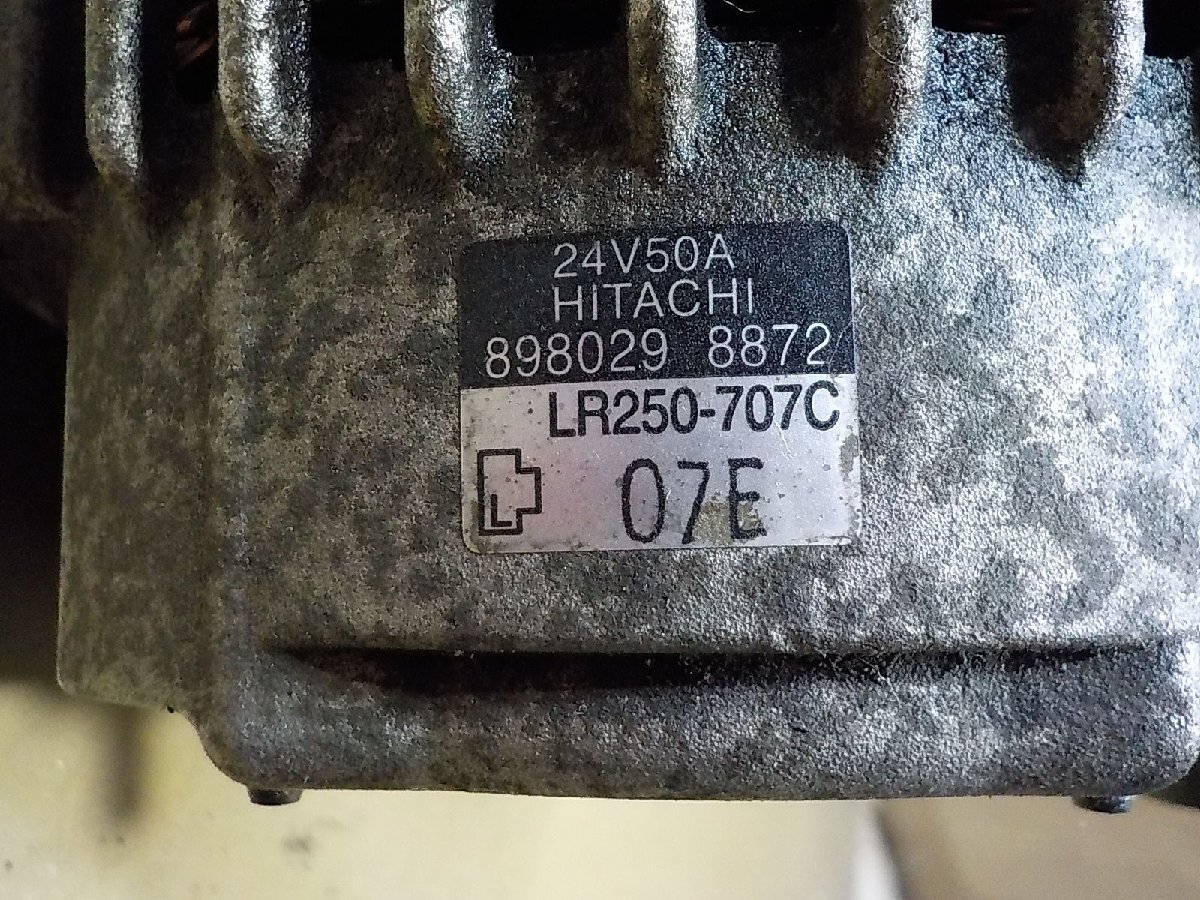 24V50A
HITACHI
898029 8872
LR250-707C
L 07E